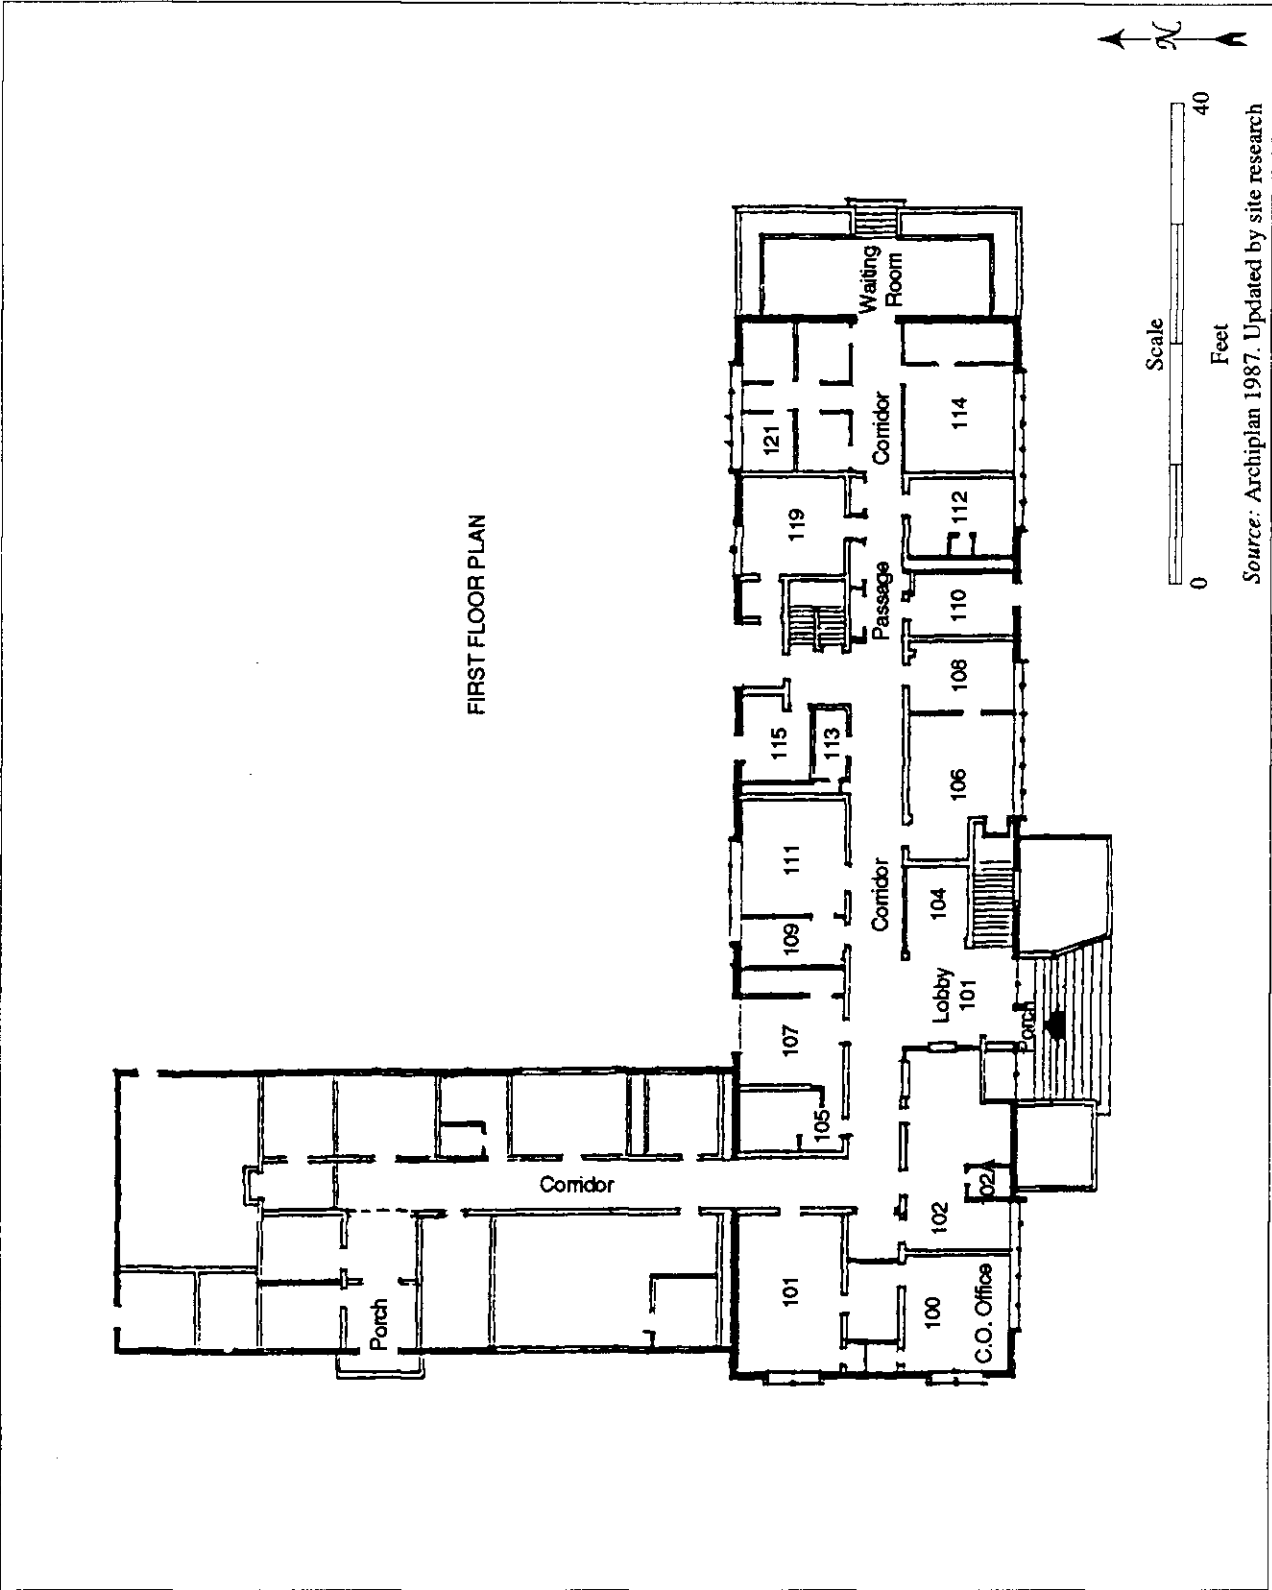 FIRST FLOOR PLAN
N
Waiting
Room
121
Corridor
114
119
112
Passage
110
108
115
113
106
111
Corridor
104
109
Lobby
101
Porch
107
105
Corridor
102
102A
101
100
C.O. Office
Porch
Scale
0
40
Feet
Source: Archiplan 1987. Updated by site research